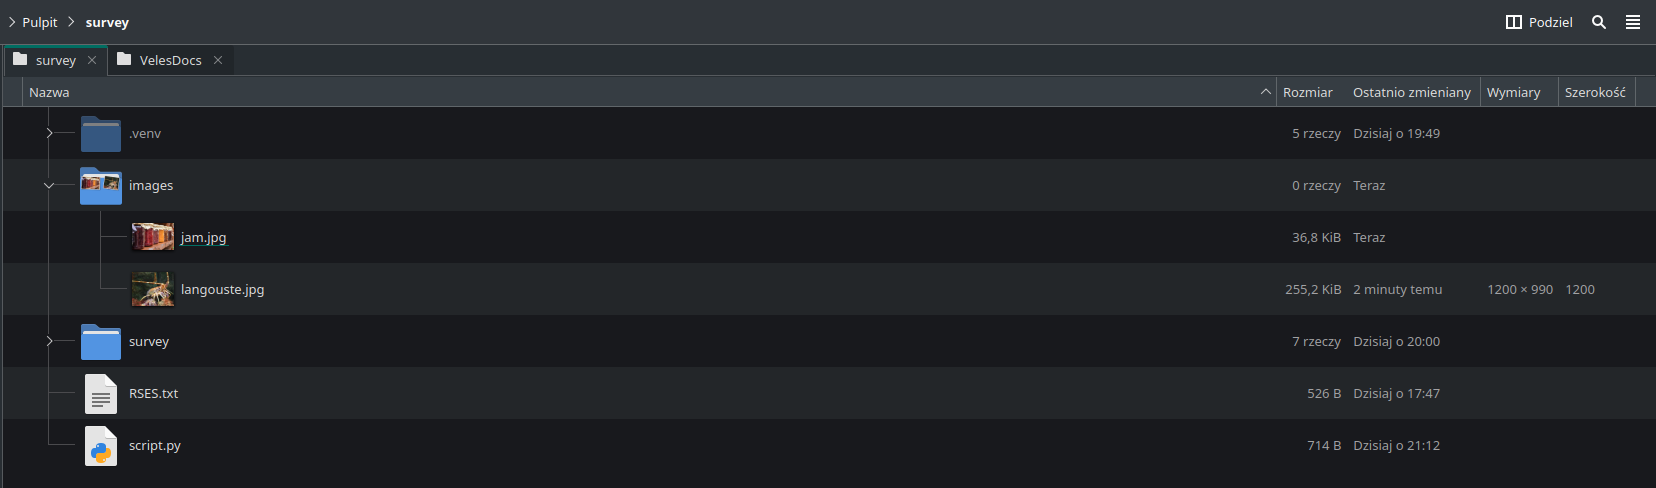 Pulpit survey Podziel
survey VelesDocs
Nazwa Rozmiar Ostatnio zmieniany Wymiary Szerokość
.venv 5 rzeczy Dzisiaj o 19:49
images 0 rzeczy Teraz
jam.jpg 36,8 KiB Teraz
langouste.jpg 255,2 KiB 2 minuty temu 1200 × 990 1200
survey 7 rzeczy Dzisiaj o 20:00
RSES.txt 526 B Dzisiaj o 17:47
script.py 714 B Dzisiaj o 21:12